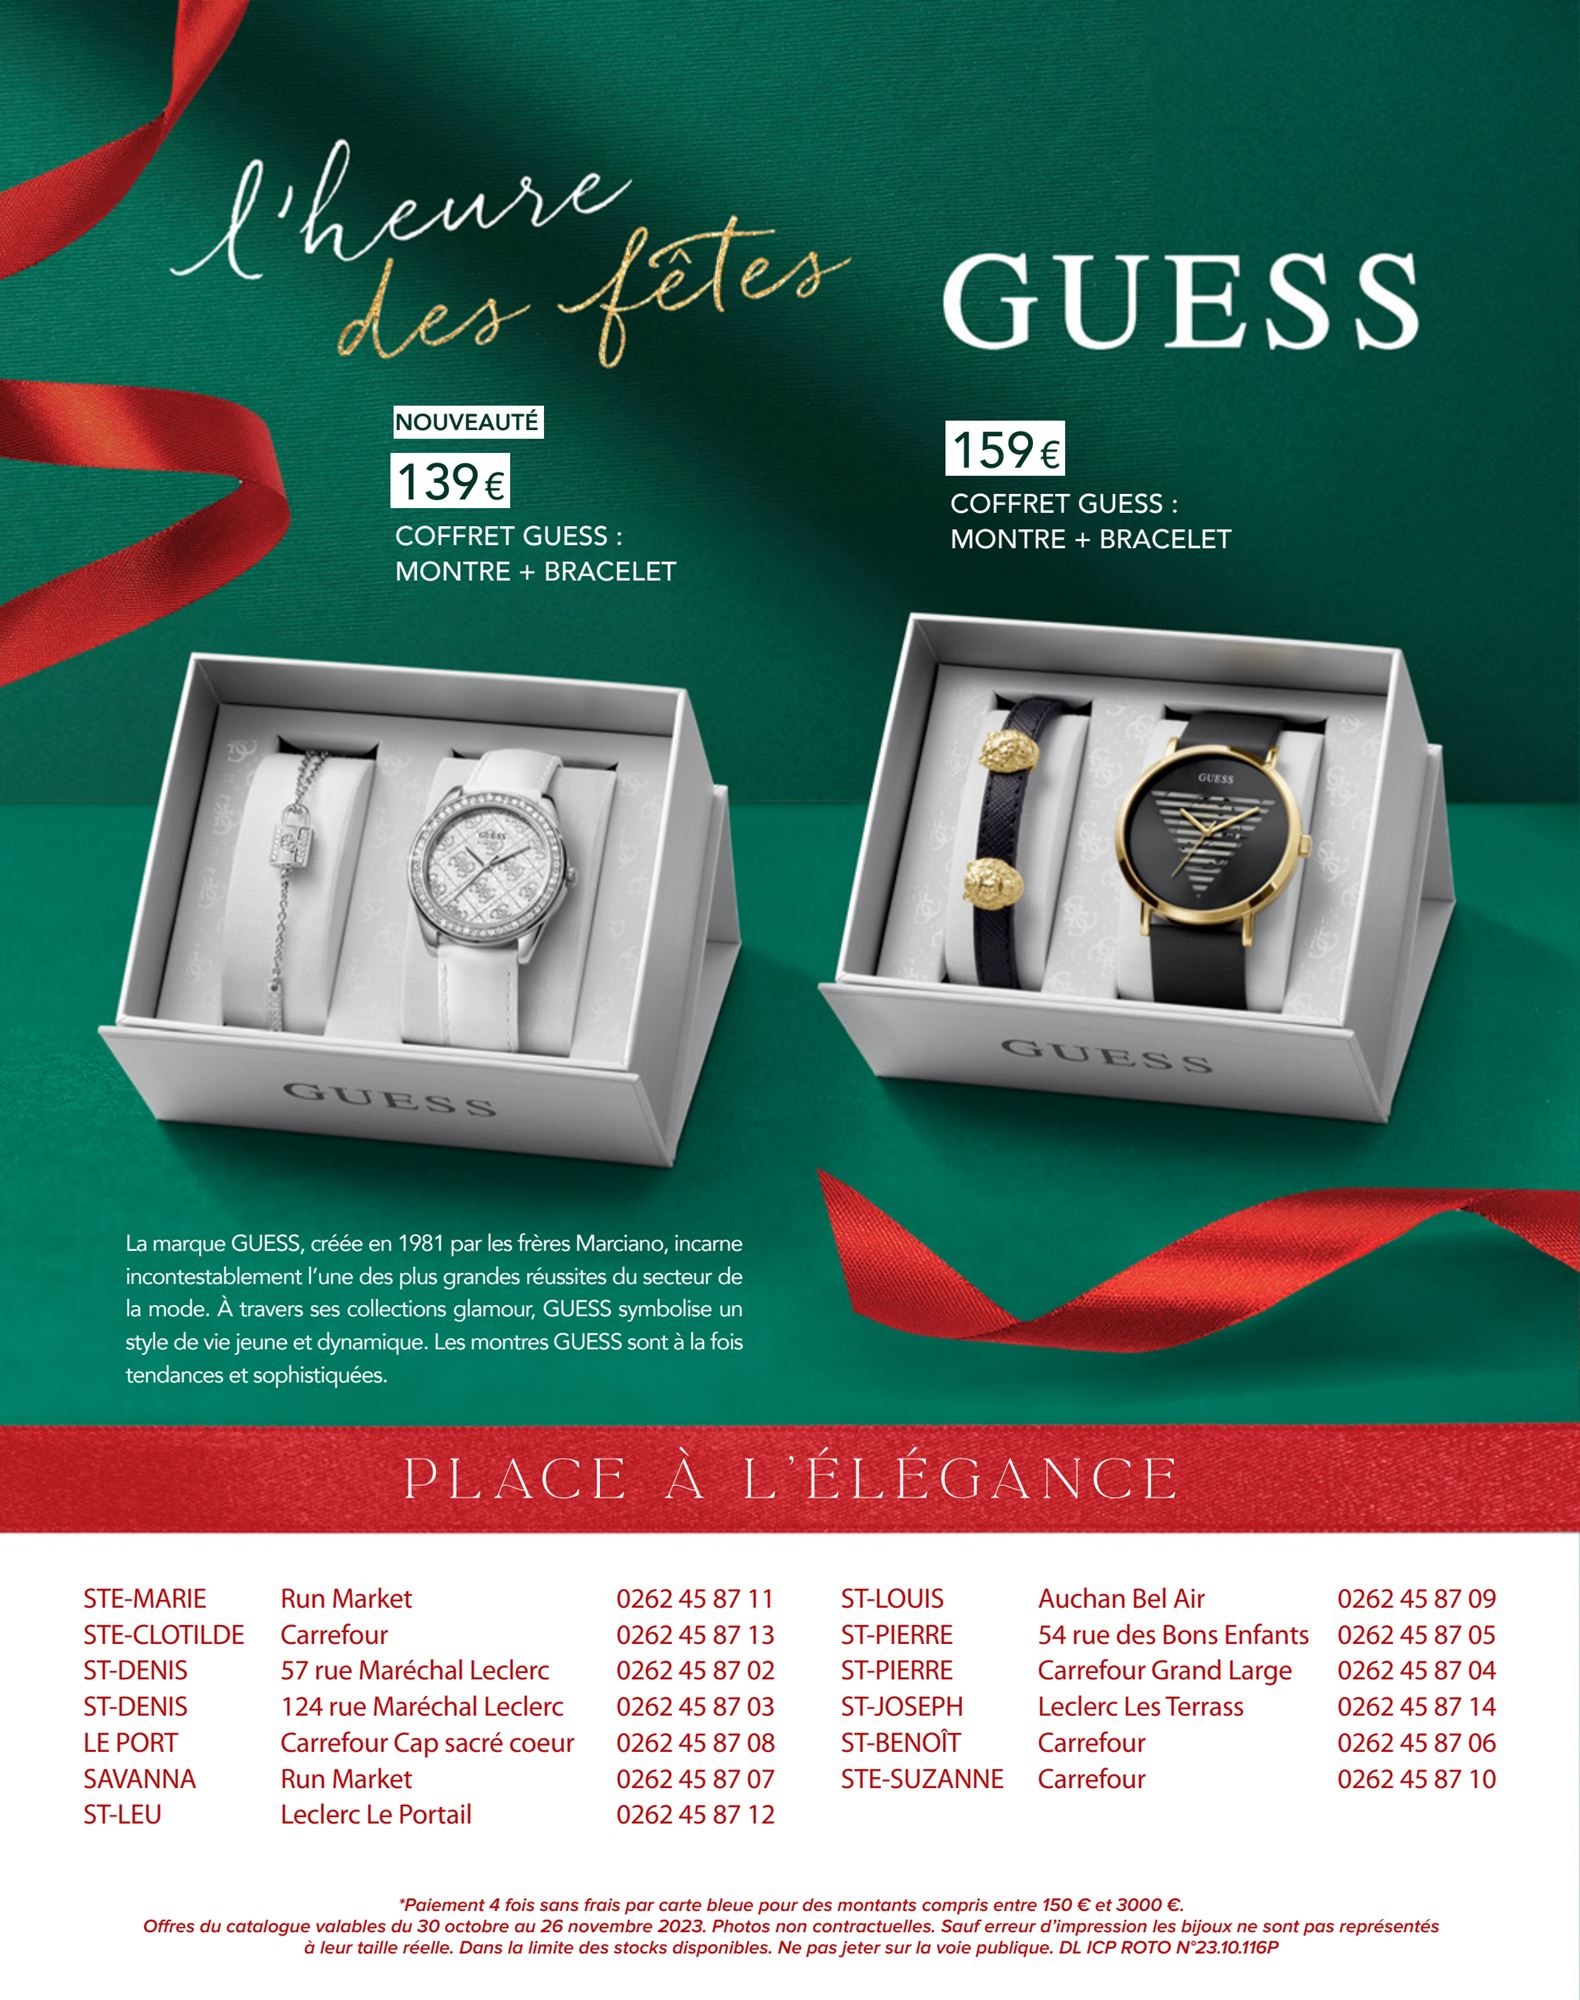 l'heure
des fêtes
GUESS
NOUVEAUTÉ
139€
COFFRET GUESS :
MONTRE + BRACELET
159€
COFFRET GUESS :
MONTRE + BRACELET
GUESS
GUESS
GUESS
GUESS
La marque GUESS, créée en 1981 par les frères Marciano, incarne
incontestablement l'une des plus grandes réussites du secteur de
la mode. À travers ses collections glamour, GUESS symbolise un
style de vie jeune et dynamique. Les montres GUESS sont à la fois
tendances et sophistiquées.
PLACE À L'ÉLÉGANCE
STE-MARIE Run Market 0262 45 87 11
STE-CLOTILDE Carrefour 0262 45 87 13
ST-DENIS 57 rue Maréchal Leclerc 0262 45 87 02
ST-DENIS 124 rue Maréchal Leclerc 0262 45 87 03
LE PORT Carrefour Cap sacré coeur 0262 45 87 08
SAVANNA Run Market 0262 45 87 07
ST-LEU Leclerc Le Portail 0262 45 87 12
ST-LOUIS Auchan Bel Air 0262 45 87 09
ST-PIERRE 54 rue des Bons Enfants 0262 45 87 05
ST-PIERRE Carrefour Grand Large 0262 45 87 04
ST-JOSEPH Leclerc Les Terrass 0262 45 87 14
ST-BENOÎT Carrefour 0262 45 87 06
STE-SUZANNE Carrefour 0262 45 87 10
*Paiement 4 fois sans frais par carte bleue pour des montants compris entre 150 € et 3000 €.
Offres du catalogue valables du 30 octobre au 26 novembre 2023. Photos non contractuelles. Sauf erreur d'impression les bijoux ne sont pas représentés
à leur taille réelle. Dans la limite des stocks disponibles. Ne pas jeter sur la voie publique. DL ICP ROTO N°23.10.116P